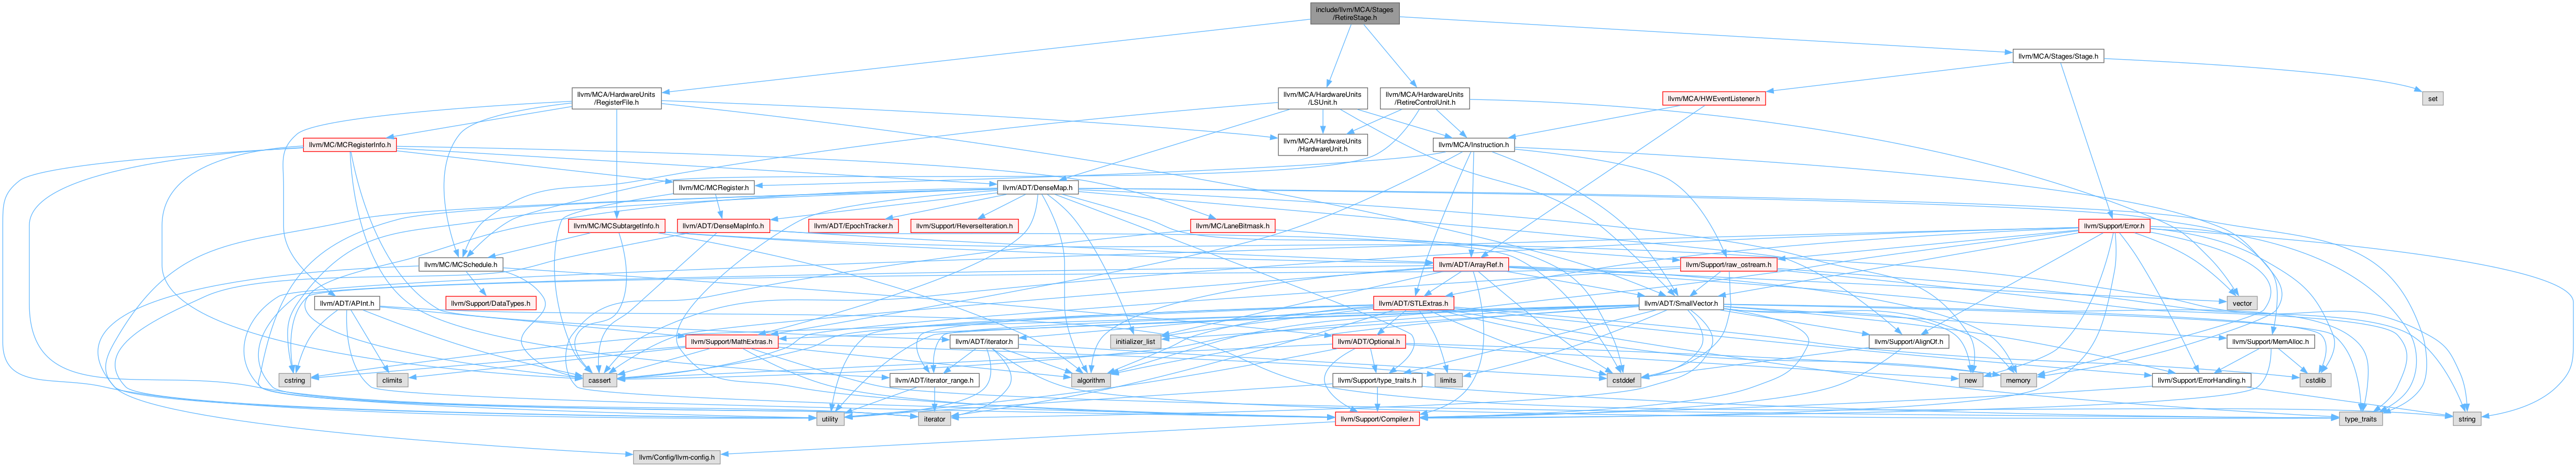 include/llvm/MCA/Stages
/RetireStage.h
llvm/MCA/Stages/Stage.h
llvm/MCA/HardwareUnits
/RegisterFile.h
llvm/MCA/HardwareUnits
/LSUnit.h
llvm/MCA/HardwareUnits
/RetireControlUnit.h
llvm/MCA/HWEventListener.h
set
llvm/MC/MCRegisterInfo.h
llvm/MCA/HardwareUnits
/HardwareUnit.h
llvm/MCA/Instruction.h
llvm/MC/MCRegister.h
llvm/ADT/DenseMap.h
llvm/MC/MCSubtargetInfo.h
llvm/ADT/DenseMapInfo.h
llvm/ADT/EpochTracker.h
llvm/Support/ReverseIteration.h
llvm/MC/LaneBitmask.h
llvm/Support/Error.h
llvm/MC/MCSchedule.h
llvm/ADT/ArrayRef.h
llvm/Support/raw_ostream.h
llvm/ADT/APInt.h
llvm/Support/DataTypes.h
llvm/ADT/STLExtras.h
llvm/ADT/SmallVector.h
vector
llvm/Support/MathExtras.h
llvm/ADT/iterator.h
initializer_list
llvm/ADT/Optional.h
llvm/Support/AlignOf.h
llvm/Support/MemAlloc.h
cstring
climits
cassert
llvm/ADT/iterator_range.h
algorithm
llvm/Support/type_traits.h
limits
cstddef
new
memory
llvm/Support/ErrorHandling.h
cstdlib
utility
iterator
llvm/Support/Compiler.h
type_traits
string
llvm/Config/llvm-config.h